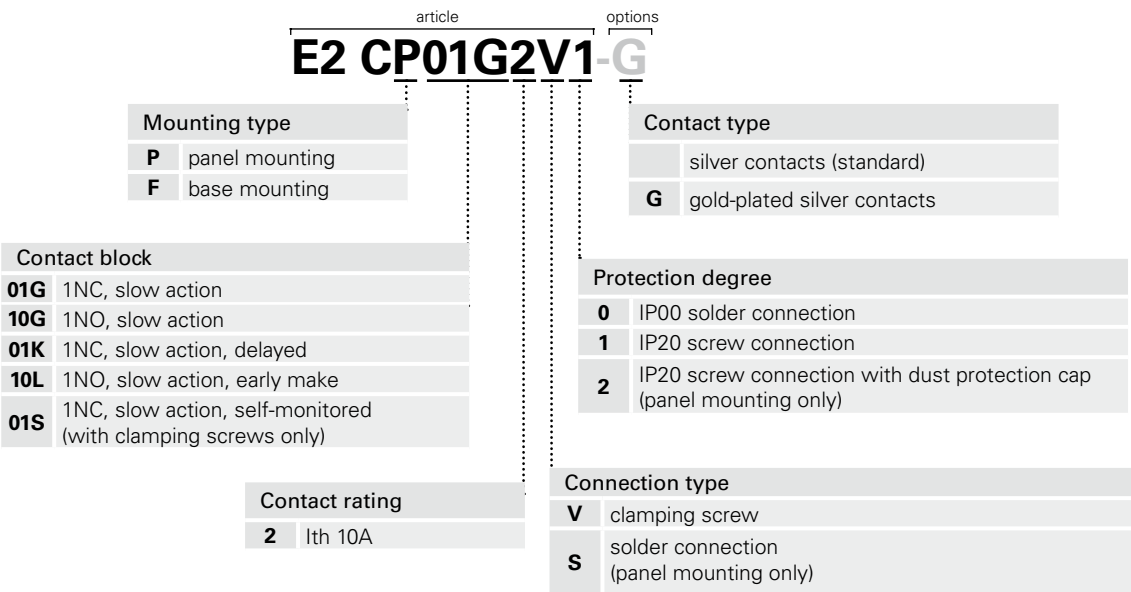 article options
E2 CP01G2V1-G
Mounting type
P panel mounting
F base mounting
Contact type
silver contacts (standard)
G gold-plated silver contacts
Contact block
01G 1NC, slow action
10G 1NO, slow action
01K 1NC, slow action, delayed
10L 1NO, slow action, early make
01S 1NC, slow action, self-monitored
(with clamping screws only)
Protection degree
0 IP00 solder connection
1 IP20 screw connection
2 IP20 screw connection with dust protection cap
(panel mounting only)
Contact rating
2 Ith 10A
Connection type
V clamping screw
S solder connection
(panel mounting only)